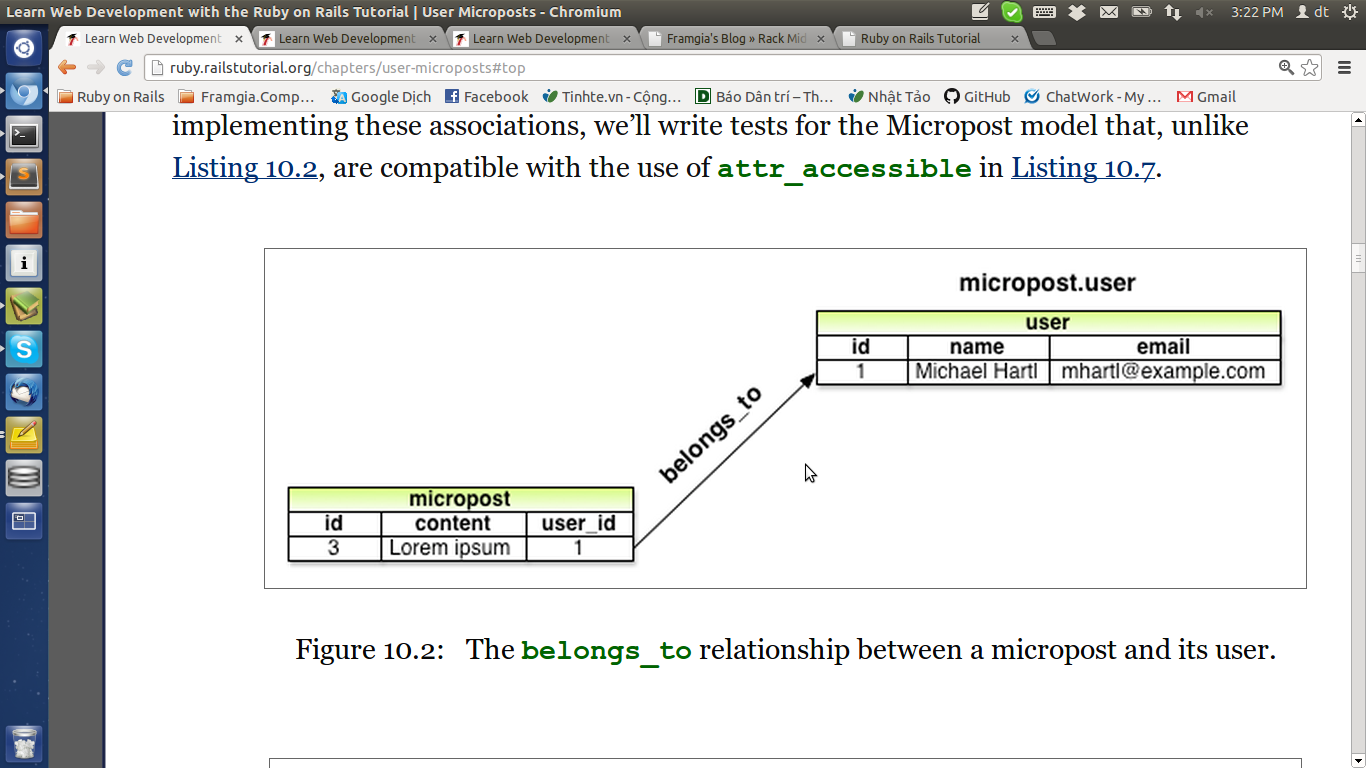 Learn Web Development with the Ruby on Rails Tutorial | User Microposts - Chromium
3:22 PM dt
Learn Web Development
Learn Web Development
Learn Web Development
Framgia's Blog » Rack Mid
Ruby on Rails Tutorial
ruby.railstutorial.org/chapters/user-microposts#top
Ruby on Rails Framgia.Comp… Google Dịch Facebook Tinhte.vn - Cộng… Báo Dân trí – Th… Nhật Tảo GitHub ChatWork - My … Gmail
implementing these associations, we’ll write tests for the Micropost model that, unlike
Listing 10.2, are compatible with the use of attr_accessible in Listing 10.7.
micropost.user
user
id name email
1 Michael Hartl mhartl@example.com
belongs_to
micropost
id content user_id
3 Lorem ipsum 1
Figure 10.2: The belongs_to relationship between a micropost and its user.